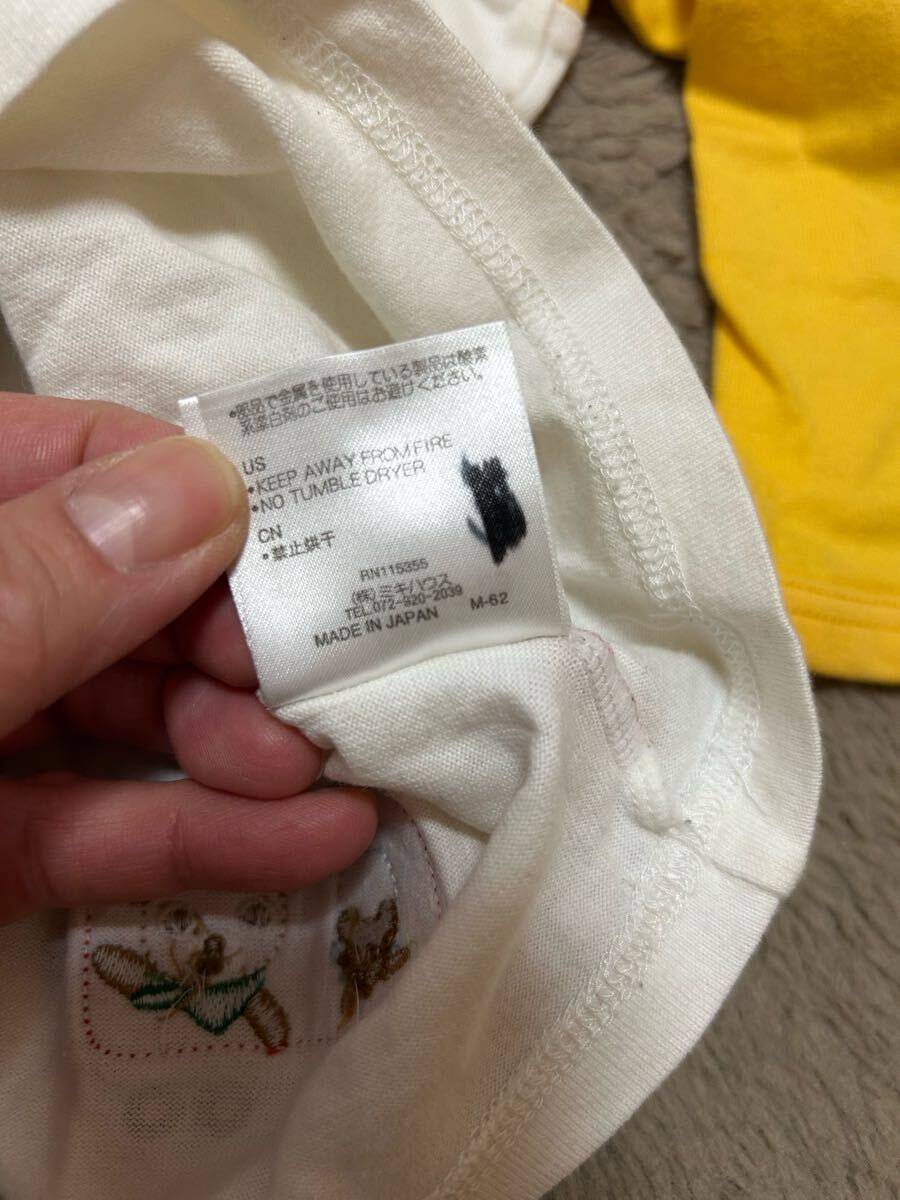 •部品で金属を使用している製品は酸素
系漂白剤のご使用はお避けください。
US
•KEEP AWAY FROM FIRE
•NO TUMBLE DRYER
CN
•禁止烘干
RN115355
(株)ミキハウス
TEL.072-920-2039
MADE IN JAPAN M-62